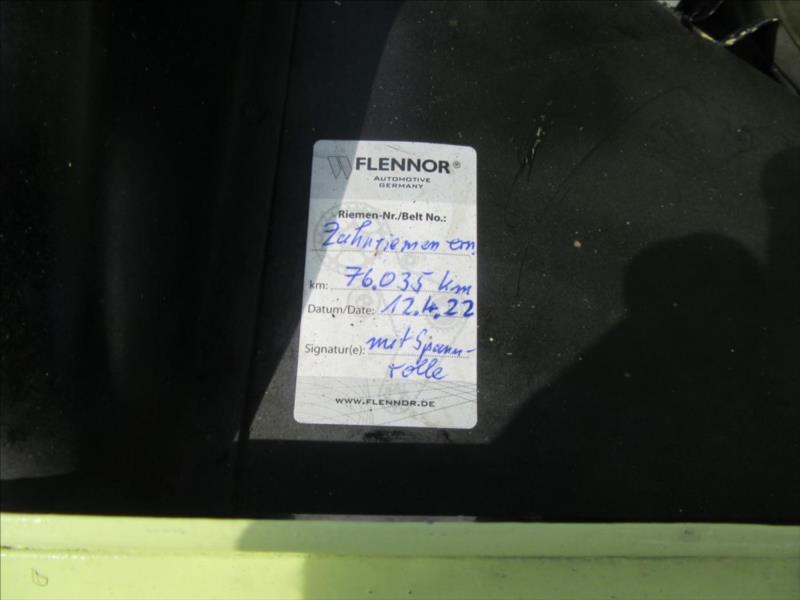 FLENNOR®
AUTOMOTIVE
GERMANY
Riemen-Nr./Belt No.:
Zahnriemen ern.
km: 76.035 km
Datum/Date: 12.4.22
Signatur(e): mit Spann-
rolle
WWW.FLENNOR.DE